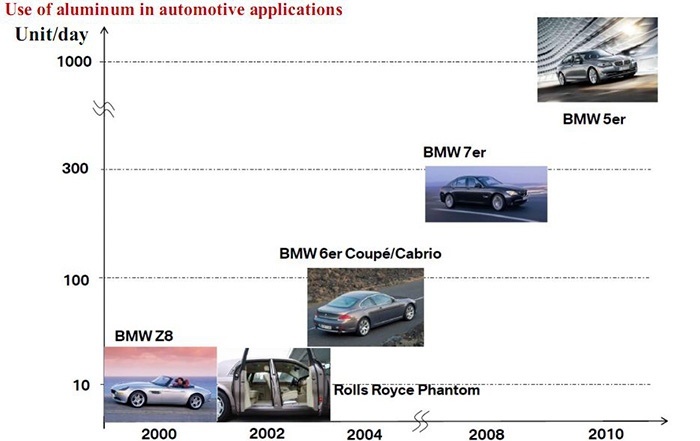 Use of aluminum in automotive applications
Unit/day
1000
BMW 5er
BMW 7er
300
BMW 6er Coupé/Cabrio
100
BMW Z8
10
Rolls Royce Phantom
2000 2002 2004 2008 2010